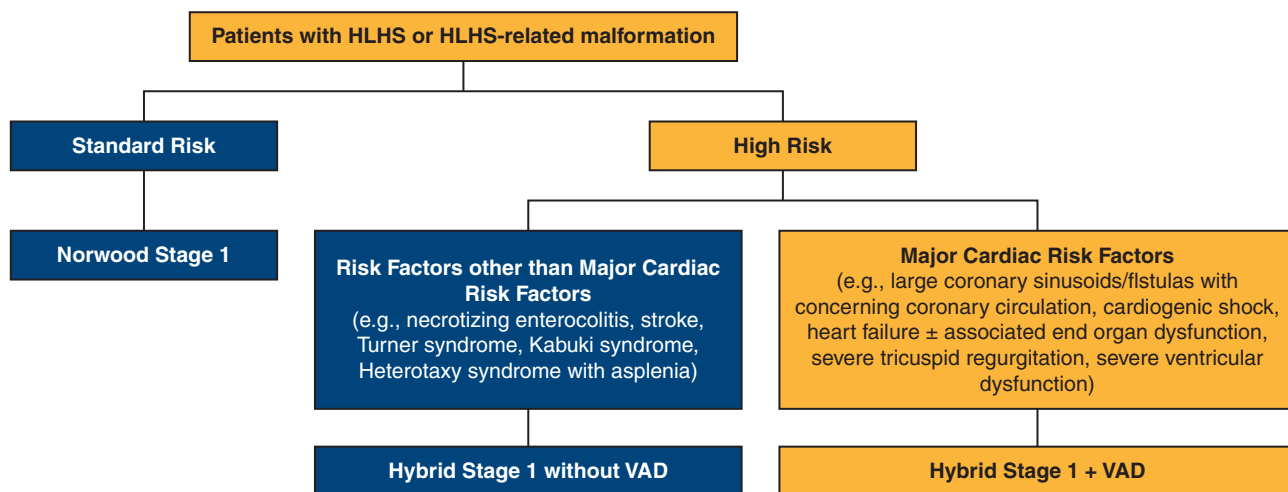 Patients with HLHS or HLHS-related malformation
Standard Risk
High Risk
Norwood Stage 1
Risk Factors other than Major Cardiac
Risk Factors
(e.g., necrotizing enterocolitis, stroke,
Turner syndrome, Kabuki syndrome,
Heterotaxy syndrome with asplenia)
Major Cardiac Risk Factors
(e.g., large coronary sinusoids/flstulas with
concerning coronary circulation, cardiogenic shock,
heart failure ± associated end organ dysfunction,
severe tricuspid regurgitation, severe ventricular
dysfunction)
Hybrid Stage 1 without VAD
Hybrid Stage 1 + VAD